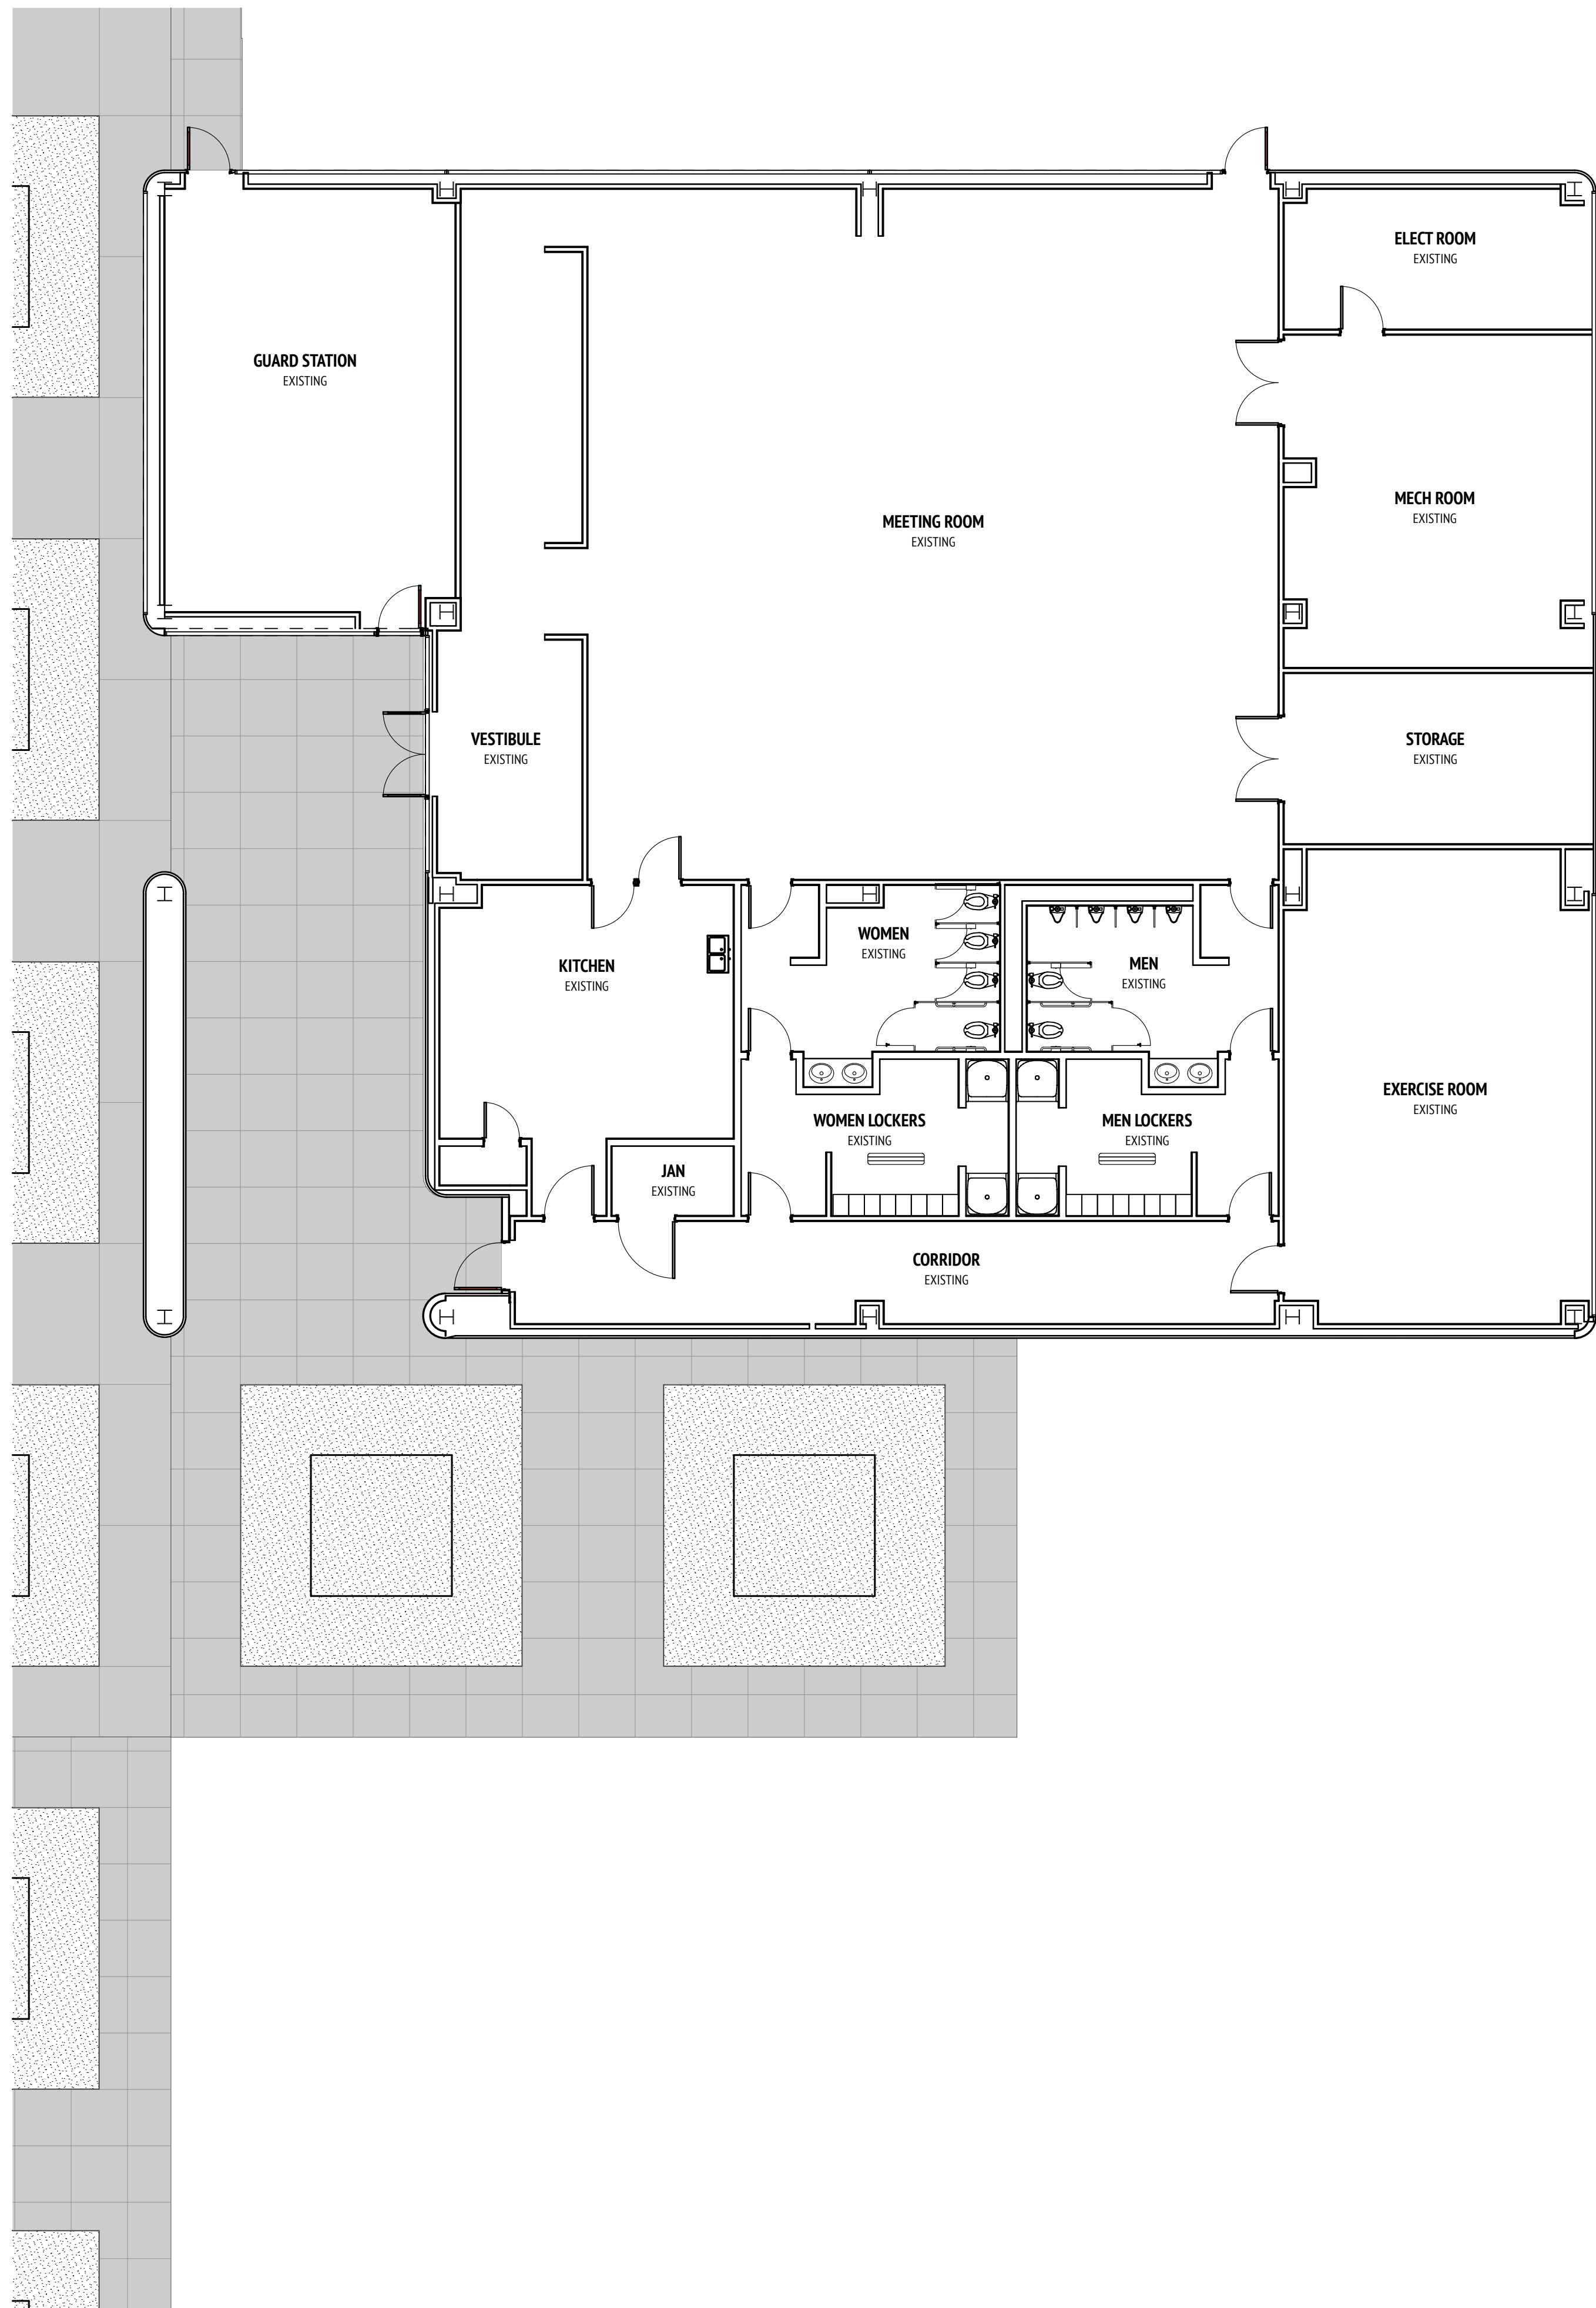 ELECT ROOM
EXISTING
GUARD STATION
EXISTING
MECH ROOM
EXISTING
MEETING ROOM
EXISTING
VESTIBULE
EXISTING
STORAGE
EXISTING
WOMEN
EXISTING
KITCHEN
EXISTING
MEN
EXISTING
EXERCISE ROOM
EXISTING
WOMEN LOCKERS
EXISTING
MEN LOCKERS
EXISTING
JAN
EXISTING
CORRIDOR
EXISTING